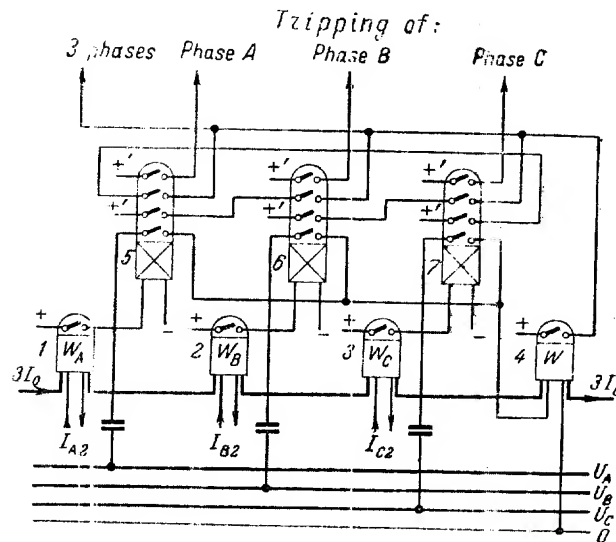 Tripping of:
3 phases Phase A Phase B Phase C
+' +' +'
+' +' +'
5 6 7
+ − + − + − +
1 W_A 2 W_B 3 W_C 4 W
3I_0 3I_0
I_A2 I_B2 I_C2
U_A
U_B
U_C
0